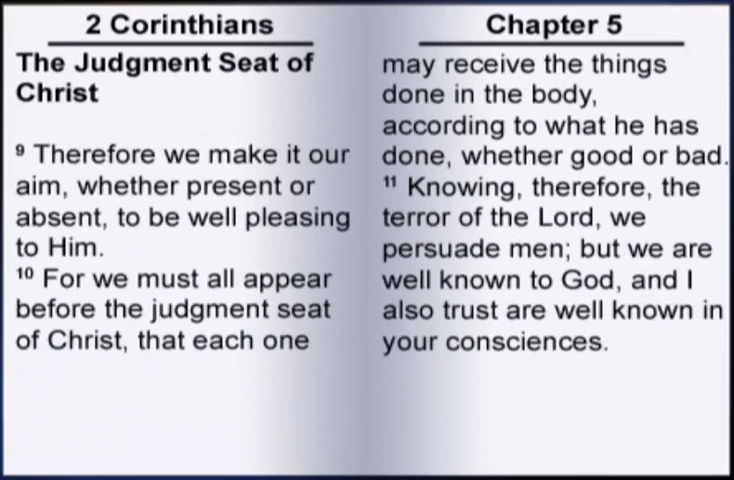 2 Corinthians
The Judgment Seat of
Christ
⁹ Therefore we make it our
aim, whether present or
absent, to be well pleasing
to Him.
¹⁰ For we must all appear
before the judgment seat
of Christ, that each one
Chapter 5
may receive the things
done in the body,
according to what he has
done, whether good or bad.
¹¹ Knowing, therefore, the
terror of the Lord, we
persuade men; but we are
well known to God, and I
also trust are well known in
your consciences.